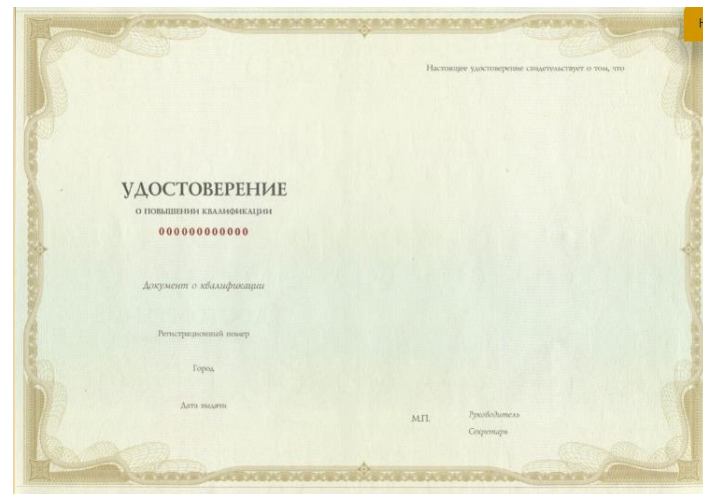 Настоящее удостоверение свидетельствует о том, что
УДОСТОВЕРЕНИЕ
О ПОВЫШЕНИИ КВАЛИФИКАЦИИ
000000000000
Документ о квалификации
Регистрационный номер
Город
Дата выдачи
М.П.
Руководитель
Секретарь